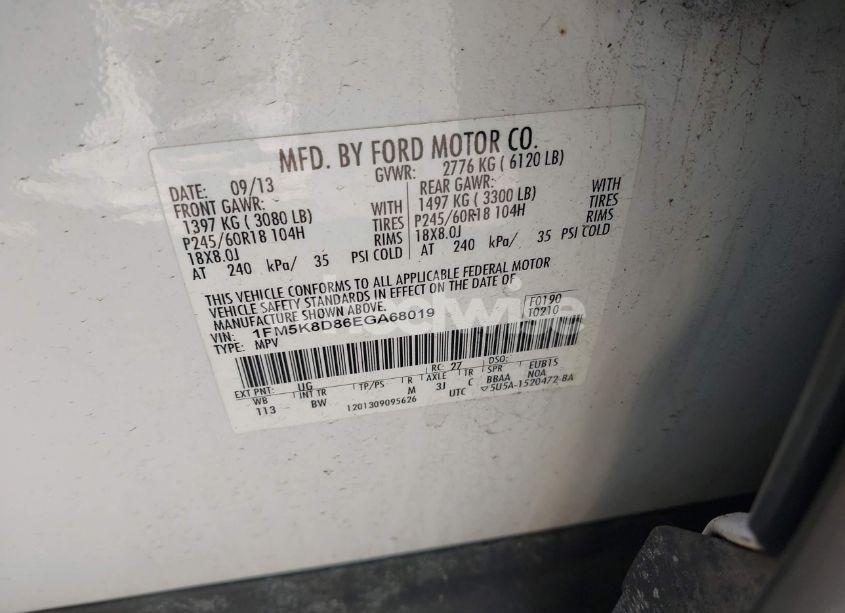 MFD. BY FORD MOTOR CO.
DATE: 09/13 GVWR: 2776 KG ( 6120 LB)
FRONT GAWR: REAR GAWR:
1397 KG ( 3080 LB) WITH 1497 KG ( 3300 LB) WITH
P245/60R18 104H TIRES P245/60R18 104H TIRES
18X8.0J RIMS 18X8.0J RIMS
AT 240 kPa/ 35 PSI COLD AT 240 kPa/ 35 PSI COLD
THIS VEHICLE CONFORMS TO ALL APPLICABLE FEDERAL MOTOR
VEHICLE SAFETY STANDARDS IN EFFECT ON THE DATE OF
MANUFACTURE SHOWN ABOVE.
VIN: 1FM5K8D86EGA68019 F0190
TYPE: MPV T0210
EXT PNT: UG RC: 27 DSO:
WB INT TR TP/PS R AXLE TR SPR EUB1S
113 BW M 3J C BBAA NOA
1201309095626 UTC 5U5A-1520472-BA